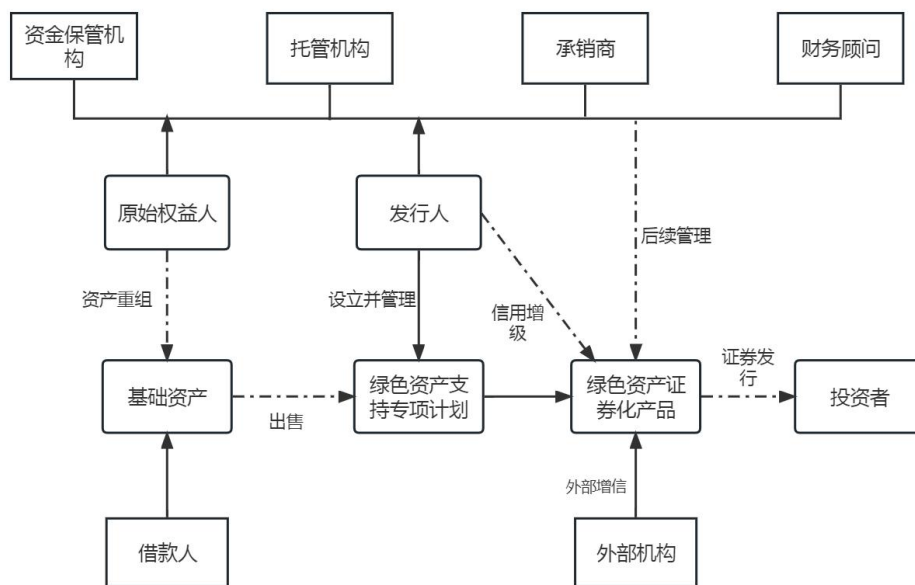 资金保管机
构
托管机构
承销商
财务顾问
原始权益人
发行人
后续管理
资产重组
设立并管理
信用增
级
证券发
行
基础资产
出售
绿色资产支
持专项计划
绿色资产证
券化产品
投资者
外部增信
借款人
外部机构